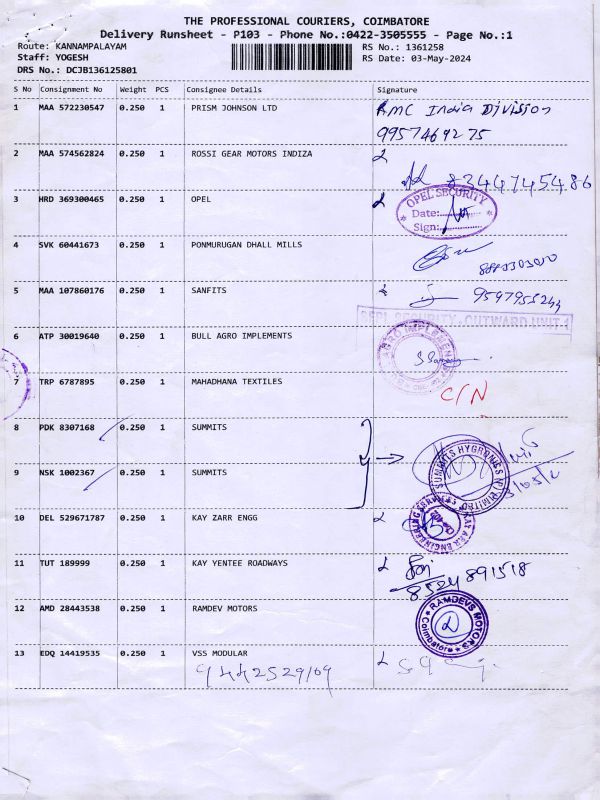 THE PROFESSIONAL COURIERS, COIMBATORE
Delivery Runsheet - P103 - Phone No.:0422-3505555 - Page No.:1
Route: KANNAMPALAYAM RS No.: 1361258
Staff: YOGESH RS Date: 03-May-2024
DRS No.: DCJB136125801
S No Consignment No Weight PCS Consignee Details Signature
1 MAA 572230547 0.250 1 PRISM JOHNSON LTD RMC India Division
9957469275
2 MAA 574562824 0.250 1 ROSSI GEAR MOTORS INDIZA
8344745486
3 HRD 369300465 0.250 1 OPEL OPEL SECURITY
Date:
Sign:
4 SVK 60441673 0.250 1 PONMURUGAN DHALL MILLS
5 MAA 107860176 0.250 1 SANFITS 9597955244
SECURITY OUTWARD UNIT-1
6 ATP 30019640 0.250 1 BULL AGRO IMPLEMENTS AGRO IMPLEMENTS
7 TRP 6787895 0.250 1 MAHADHANA TEXTILES C/N
8 PDK 8307168 0.250 1 SUMMITS
SUMMITS HYGRONICS (P) LIMITED
9 NSK 1002367 0.250 1 SUMMITS
10 DEL 529671787 0.250 1 KAY ZARR ENGG
11 TUT 189999 0.250 1 KAY YENTEE ROADWAYS
8524891518
12 AMD 28443538 0.250 1 RAMDEV MOTORS RAMDEVS MOTORS
Coimbatore
13 EDQ 14419535 0.250 1 VSS MODULAR
9442529109